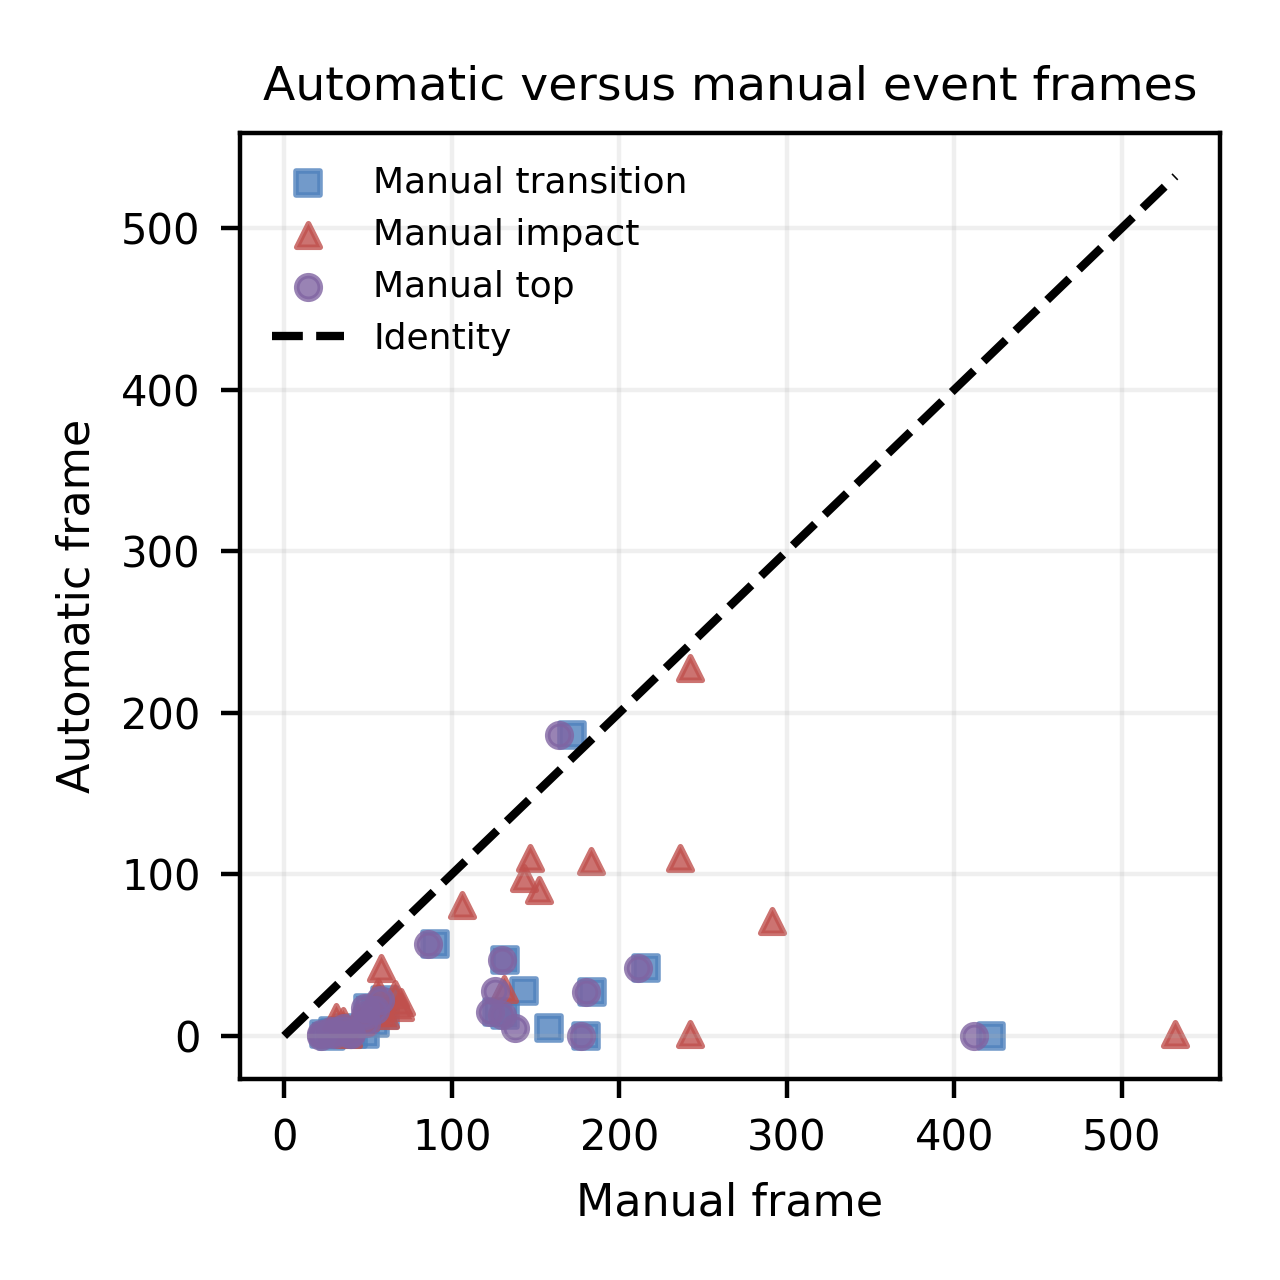 Automatic versus manual event frames
Manual transition
Manual impact
Manual top
Identity
500
400
300
200
100
0
Automatic frame
0 100 200 300 400 500
Manual frame